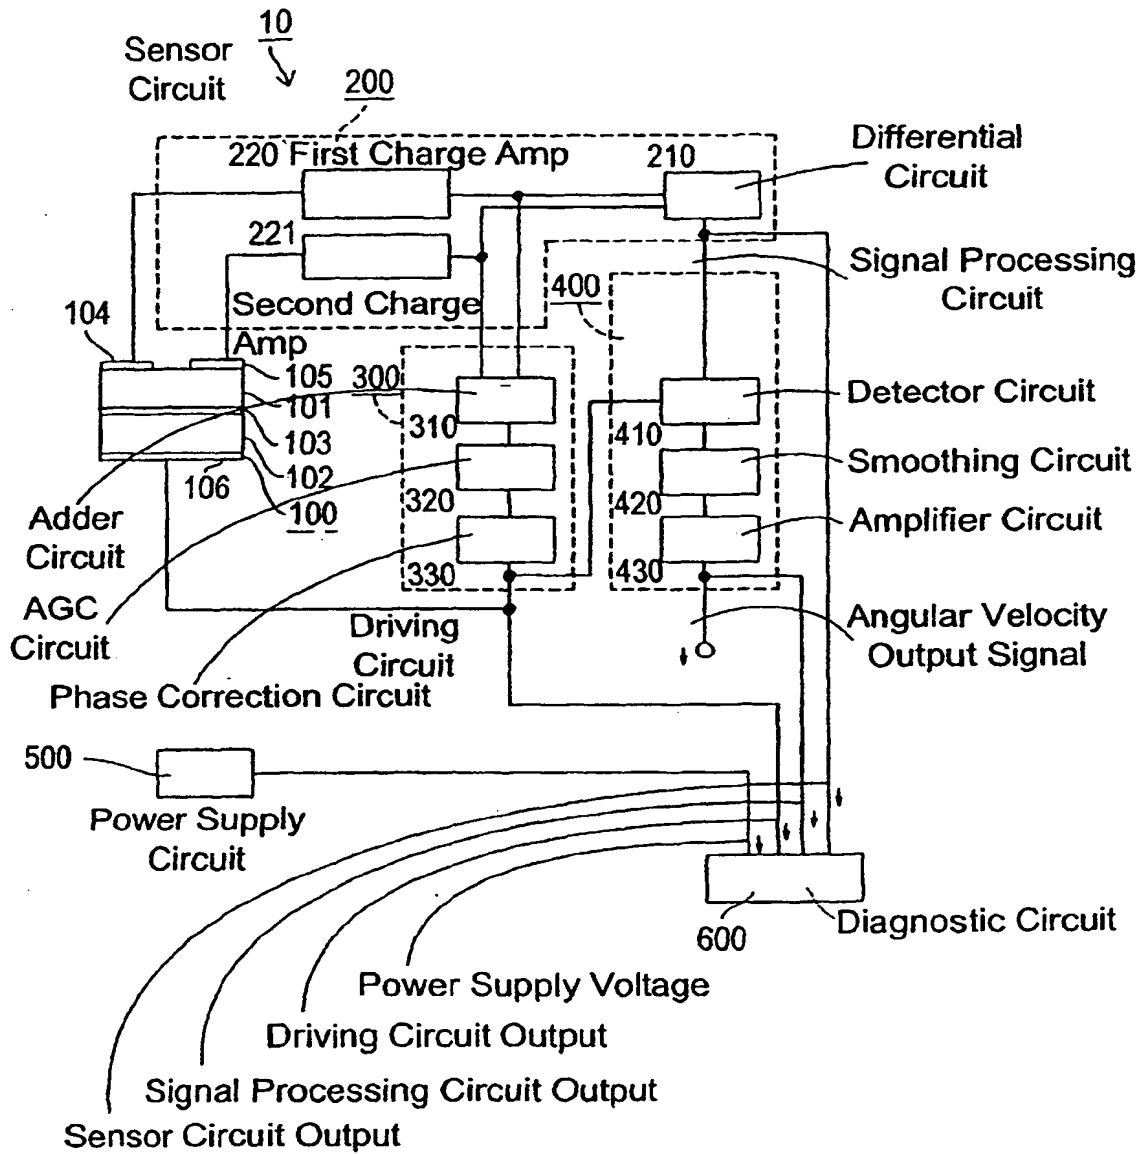 10
Sensor
Circuit
200
220 First Charge Amp
210
Differential
Circuit
221
Second Charge
Amp
400
Signal Processing
Circuit
104
105
101
103
102
106
100
300
310
320
330
410
420
430
Detector Circuit
Smoothing Circuit
Amplifier Circuit
Adder
Circuit
AGC
Circuit
Driving
Circuit
Phase Correction Circuit
Angular Velocity
Output Signal
500
Power Supply
Circuit
600
Diagnostic Circuit
Power Supply Voltage
Driving Circuit Output
Signal Processing Circuit Output
Sensor Circuit Output